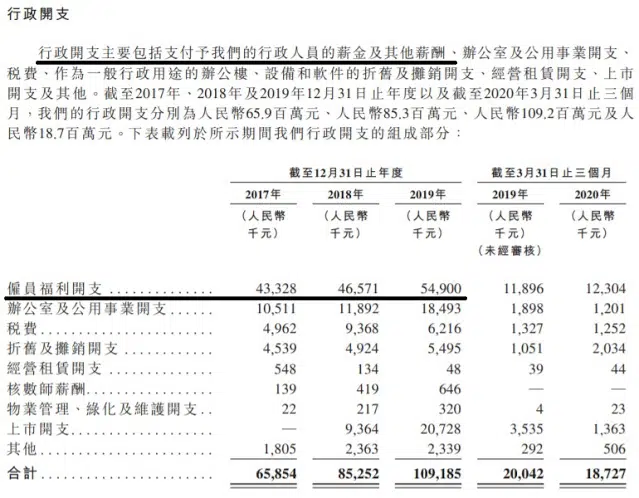 行政開支
行政開支主要包括支付予我們的行政人員的薪金及其他薪酬、辦公室及公用事業開支、
税費、作為一般行政用途的辦公樓、設備和軟件的折舊及攤銷開支、經營租賃開支、上市
開支及其他。截至2017年、2018年及2019年12月31日止年度以及截至2020年3月31日止三個
月，我們的行政開支分別為人民幣65.9百萬元、人民幣85.3百萬元、人民幣109.2百萬元及人
民幣18.7百萬元。下表載列於所示期間我們行政開支的組成部分：
截至12月31日止年度 截至3月31日止三個月
2017年 2018年 2019年 2019年 2020年
(人民幣 (人民幣 (人民幣 (人民幣 (人民幣
千元) 千元) 千元) 千元) 千元)
(未經審核)
僱員福利開支 .............. 43,328 46,571 54,900 11,896 12,304
辦公室及公用事業開支...... 10,511 11,892 18,493 1,898 1,201
税費...................... 4,962 9,368 6,216 1,327 1,252
折舊及攤銷開支 ............ 4,539 4,924 5,495 1,051 2,034
經營租賃開支 .............. 548 134 48 39 44
核數師薪酬................ 139 419 646 — —
物業管理、綠化及維護開支.. 22 217 320 4 23
上市開支.................. — 9,364 20,728 3,535 1,363
其他...................... 1,805 2,363 2,339 292 506
合計...................... 65,854 85,252 109,185 20,042 18,727